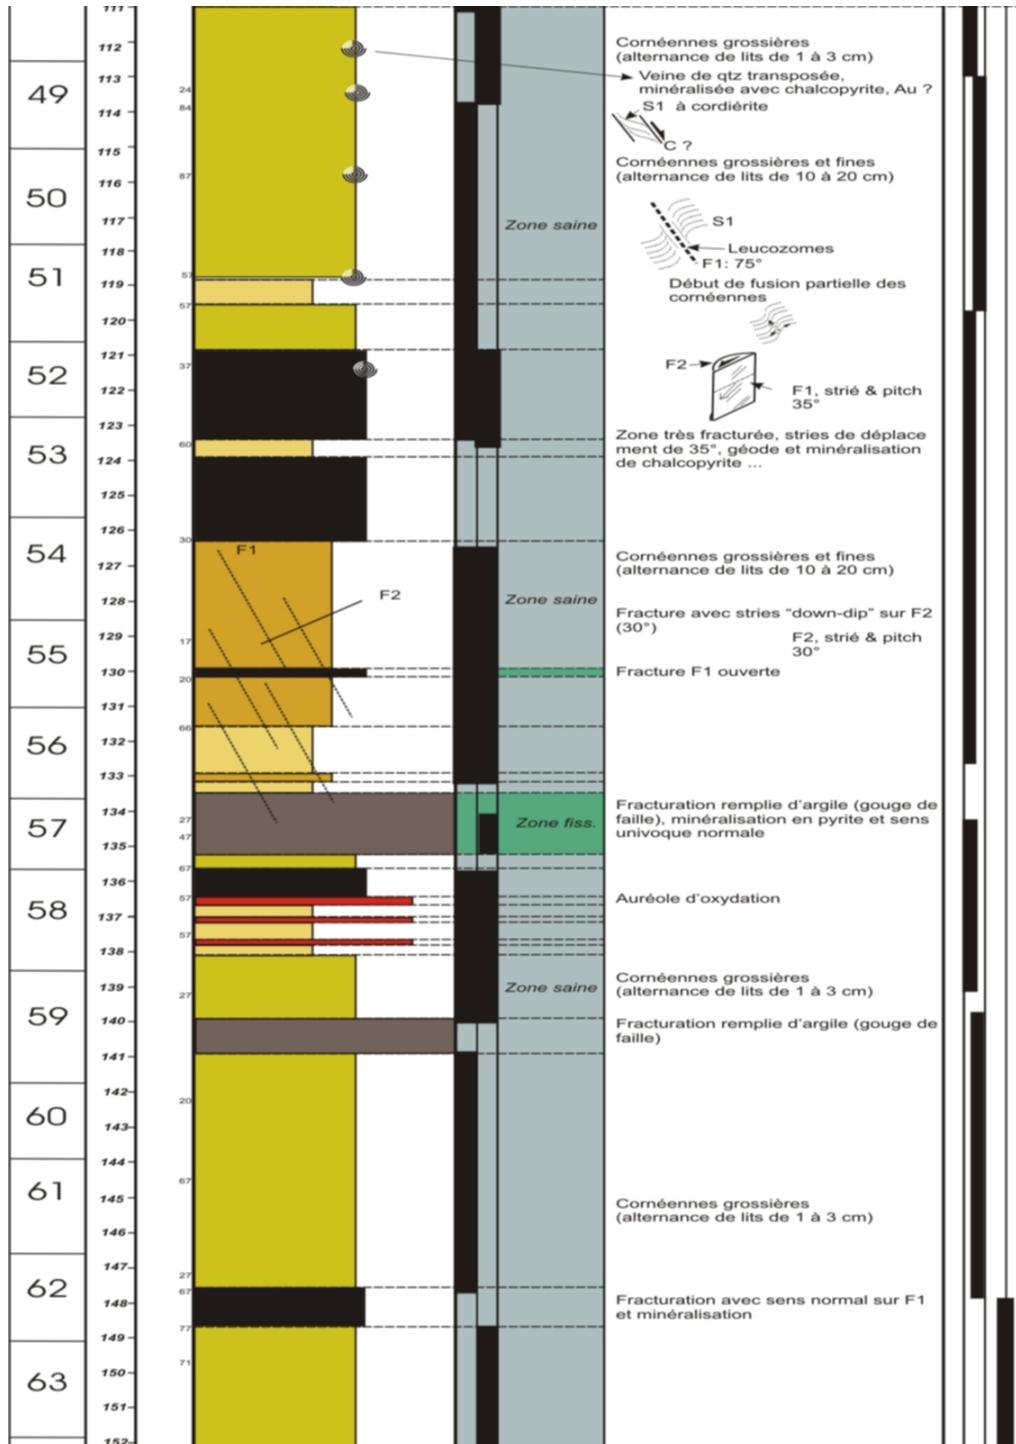 111
112
Cornéennes grossières
(alternance de lits de 1 à 3 cm)
113
Veine de qtz transposée,
minéralisée avec chalcopyrite, Au ?
49
24
84
S1 à cordiérite
114
C ?
115
Cornéennes grossières et fines
(alternance de lits de 10 à 20 cm)
87
116
50
117
Zone saine
S1
118
Leucozomes
F1: 75°
51
57
119
Début de fusion partielle des
cornéennes
57
120
121
52
37
F2
122
F1, strié & pitch
35°
123
Zone très fracturée, stries de déplace
ment de 35°, géode et minéralisation
de chalcopyrite ...
53
60
124
125
126
30
54
F1
Cornéennes grossières et fines
(alternance de lits de 10 à 20 cm)
127
F2
128
Zone saine
Fracture avec stries “down-dip” sur F2
(30°)
129
17
F2, strié & pitch
30°
55
130
Fracture F1 ouverte
20
131
66
56
132
133
134
Fracturation remplie d'argile (gouge de
faille), minéralisation en pyrite et sens
univoque normale
57
27
Zone fiss.
47
135
67
136
57
Auréole d'oxydation
58
137
57
138
Cornéennes grossières
(alternance de lits de 1 à 3 cm)
139
Zone saine
27
59
140
Fracturation remplie d'argile (gouge de
faille)
141
142
20
60
143
144
67
61
145
Cornéennes grossières
(alternance de lits de 1 à 3 cm)
146
147
27
62
67
148
Fracturation avec sens normal sur F1
et minéralisation
77
149
71
150
63
151
152